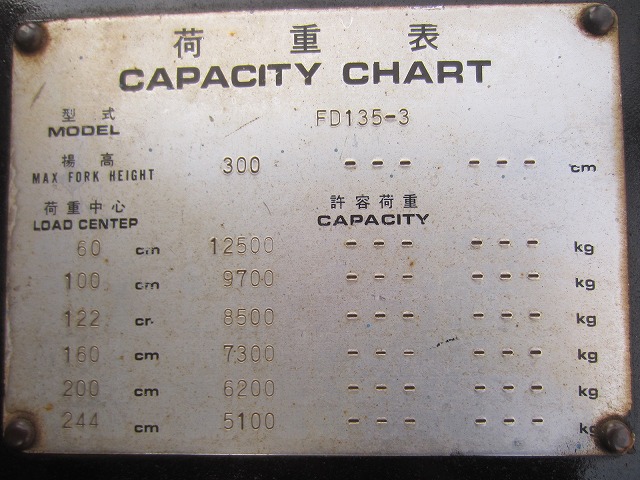 荷重表
CAPACITY CHART
型式
MODEL FD135-3
揚高
MAX FORK HEIGHT 300 --- --- cm
荷重中心 許容荷重
LOAD CENTER CAPACITY
60 cm 12500 --- --- kg
100 cm 9700 --- --- kg
122 cm 8500 --- --- kg
160 cm 7300 --- --- kg
200 cm 6200 --- --- kg
244 cm 5100 --- --- kg